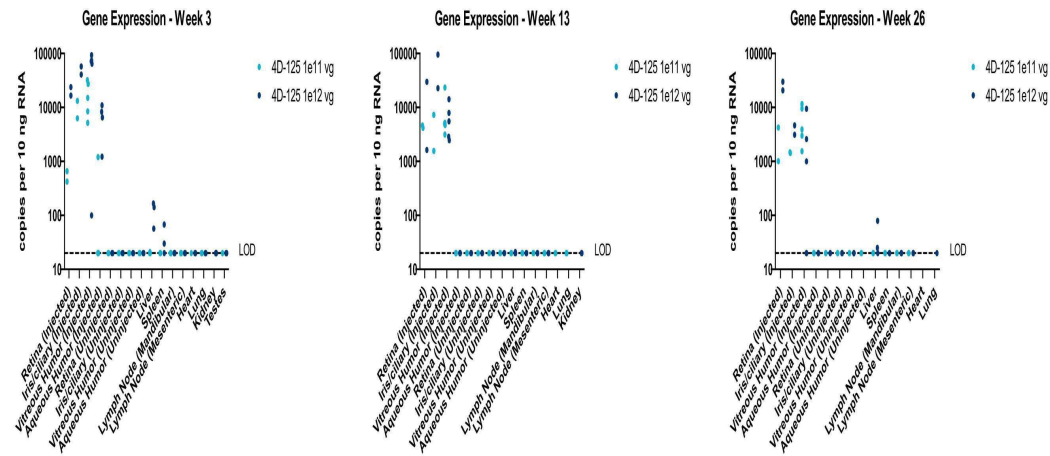 Gene Expression - Week 3
copies per 10 ng RNA
100000
10000
1000
100
10
4D-125 1e11 vg
4D-125 1e12 vg
LOD
Retina (Injected)
Iris/ciliary (Injected)
Vitreous Humor (Injected)
Aqueous Humor (Injected)
Retina (Uninjected)
Iris/ciliary (Uninjected)
Vitreous Humor (Uninjected)
Aqueous Humor (Uninjected)
Liver
Spleen
Lymph Node (Mandibular)
Lymph Node (Mesenteric)
Heart
Lung
Kidney
Testes
Gene Expression - Week 13
copies per 10 ng RNA
100000
10000
1000
100
10
4D-125 1e11 vg
4D-125 1e12 vg
LOD
Retina (Injected)
Iris/ciliary (Injected)
Vitreous Humor (Injected)
Aqueous Humor (Injected)
Retina (Uninjected)
Iris/ciliary (Uninjected)
Vitreous Humor (Uninjected)
Aqueous Humor (Uninjected)
Liver
Spleen
Lymph Node (Mandibular)
Lymph Node (Mesenteric)
Heart
Lung
Kidney
Gene Expression - Week 26
copies per 10 ng RNA
100000
10000
1000
100
10
4D-125 1e11 vg
4D-125 1e12 vg
LOD
Retina (Injected)
Iris/ciliary (Injected)
Vitreous Humor (Injected)
Aqueous Humor (Injected)
Retina (Uninjected)
Iris/ciliary (Uninjected)
Vitreous Humor (Uninjected)
Aqueous Humor (Uninjected)
Liver
Spleen
Lymph Node (Mandibular)
Lymph Node (Mesenteric)
Heart
Lung